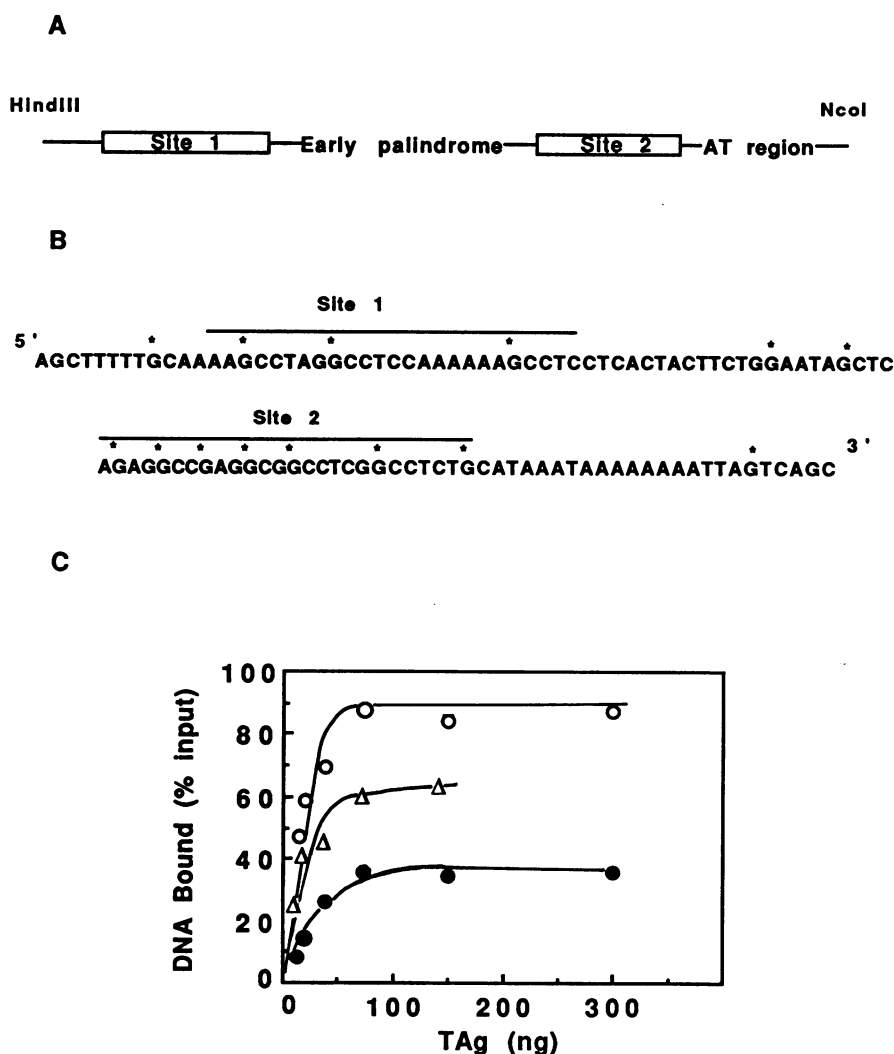 A
HindIII NcoI
Site 1 Early palindrome Site 2 AT region
B
Site 1
5' * * * * * *
AGCTTTTTGCAAAAGCCTAGGCCTCCAAAAAAGCCTCCTCACTACTTCTGGAATAGCTC
Site 2
* * * * * * * * 3'
AGAGGCCGAGGCGGCCTCGGCCTCTGCATAAATAAAAAAAATTAGTCAGC
C
100
80
60
40
20
0
DNA Bound (% input)
0 100 200 300
TAg (ng)